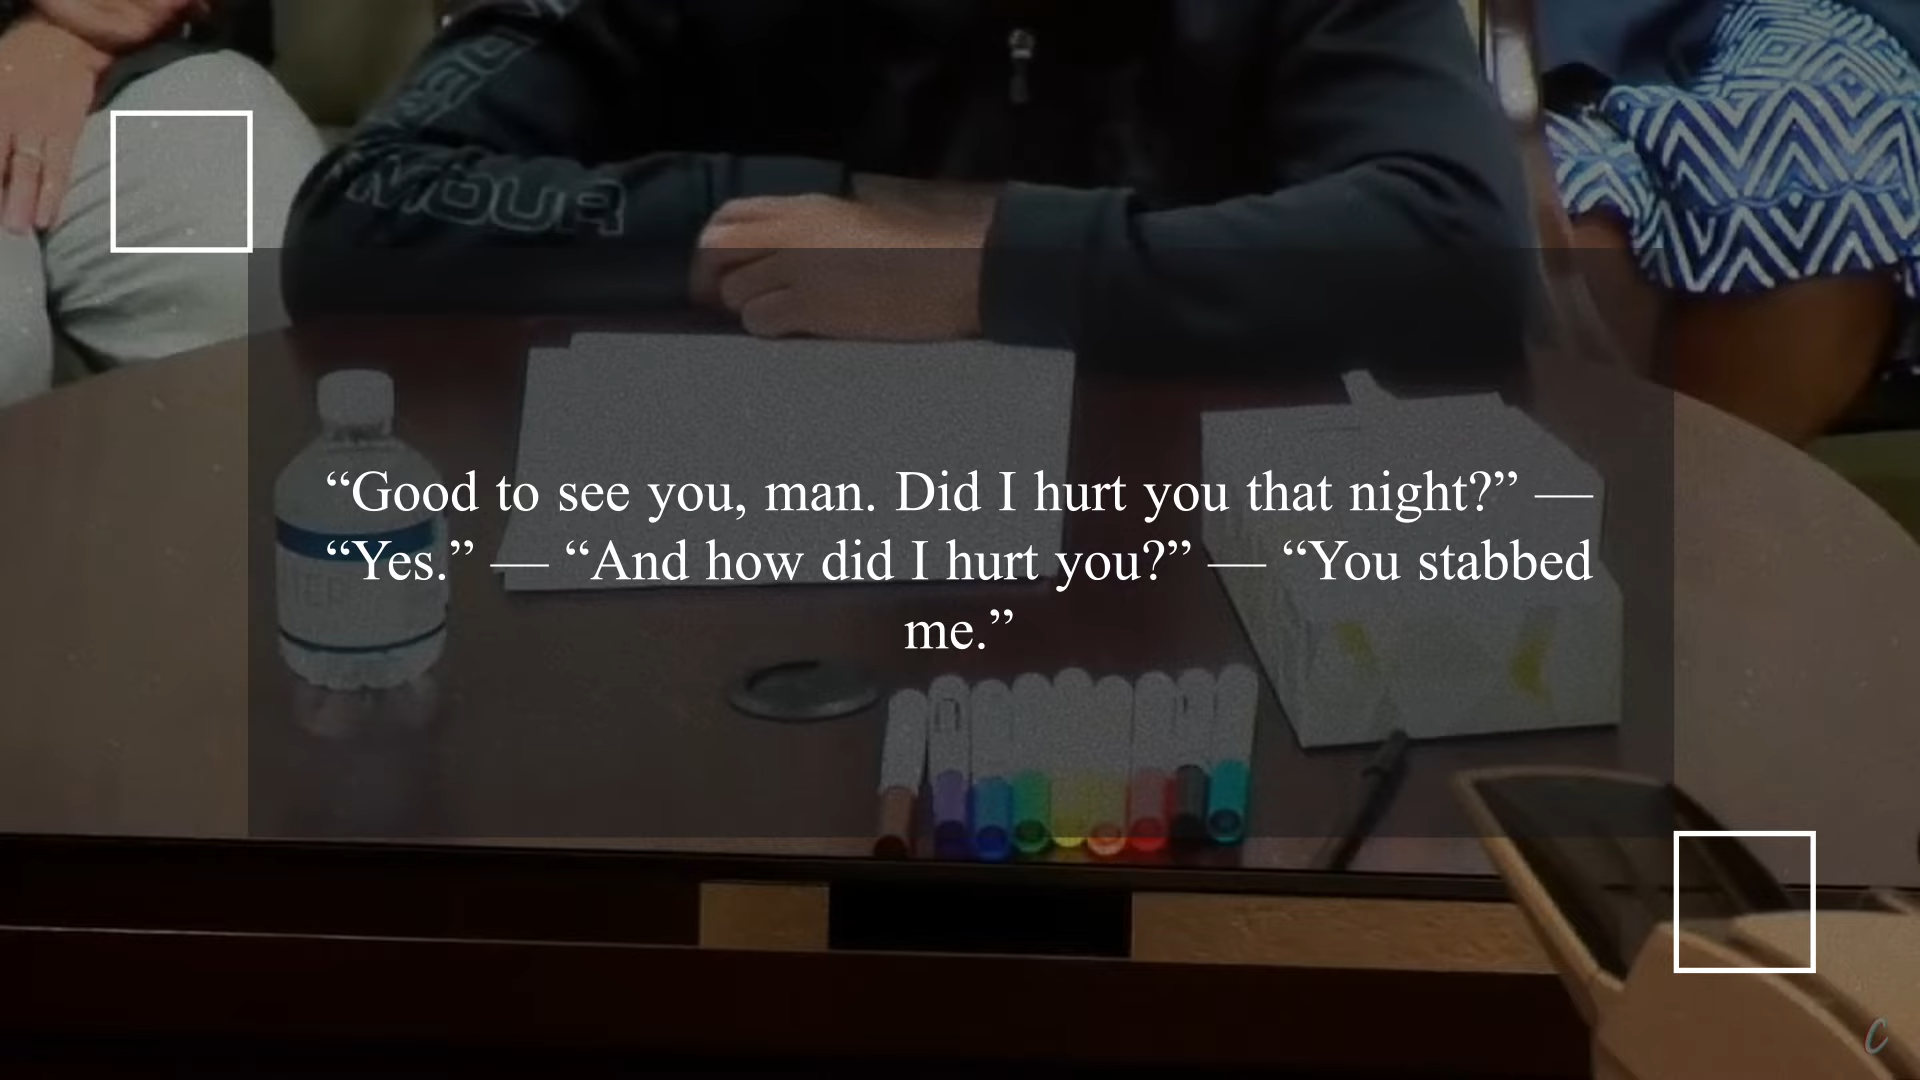 MOUR
“Good to see you, man. Did I hurt you that night?” —
“Yes.” — “And how did I hurt you?” — “You stabbed
me.”
C